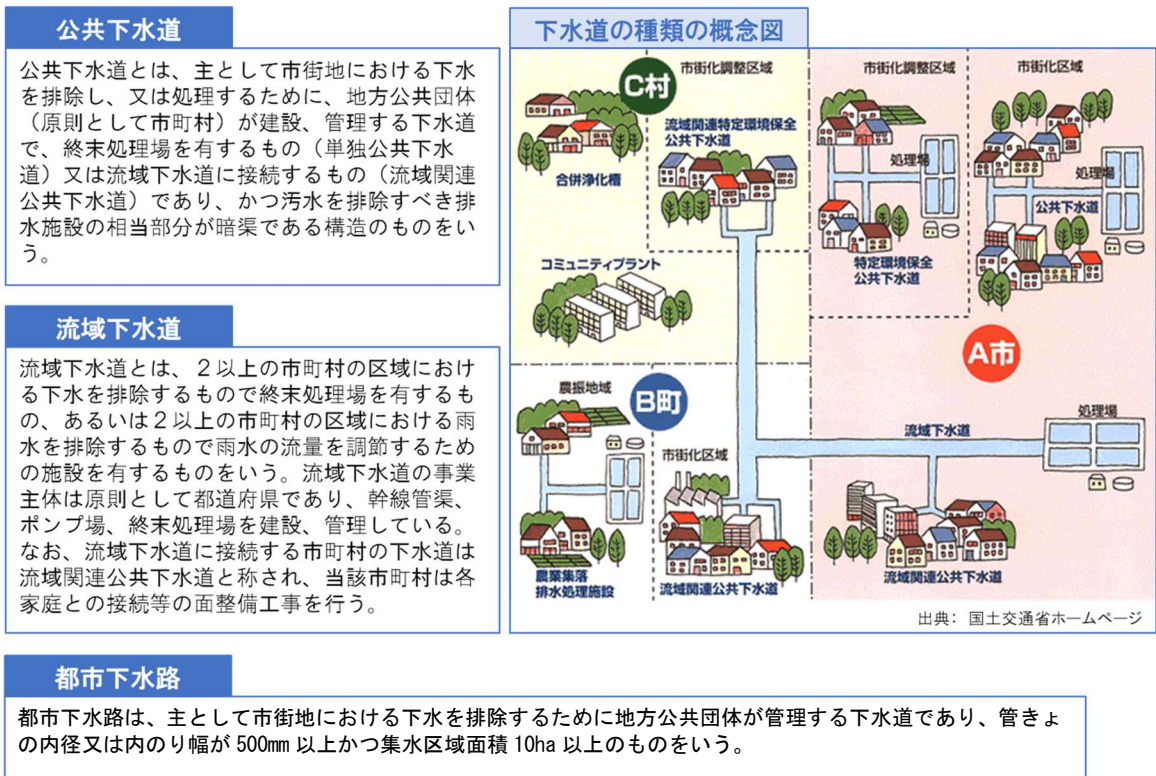 公共下水道
公共下水道とは、主として市街地における下水
を排除し、又は処理するために、地方公共団体
（原則として市町村）が建設、管理する下水道
で、終末処理場を有するもの（単独公共下水
道）又は流域下水道に接続するもの（流域関連
公共下水道）であり、かつ汚水を排除すべき排
水施設の相当部分が暗渠である構造のものをい
う。
流域下水道
流域下水道とは、２以上の市町村の区域におけ
る下水を排除するもので終末処理場を有するも
の、あるいは２以上の市町村の区域における雨
水を排除するもので雨水の流量を調節するため
の施設を有するものをいう。流域下水道の事業
主体は原則として都道府県であり、幹線管渠、
ポンプ場、終末処理場を建設、管理している。
なお、流域下水道に接続する市町村の下水道は
流域関連公共下水道と称され、当該市町村は各
家庭との接続等の面整備工事を行う。
下水道の種類の概念図
C村
市街化調整区域
流域関連特定環境保全
公共下水道
合併浄化槽
コミュニティプラント
市街化調整区域
処理場
特定環境保全
公共下水道
市街化区域
処理場
公共下水道
A市
農振地域
B町
市街化区域
農業集落
排水処理施設
流域関連公共下水道
流域下水道
処理場
流域関連公共下水道
出典： 国土交通省ホームページ
都市下水路
都市下水路は、主として市街地における下水を排除するために地方公共団体が管理する下水道であり、管きょ
の内径又は内のり幅が 500㎜ 以上かつ集水区域面積 10ha 以上のものをいう。